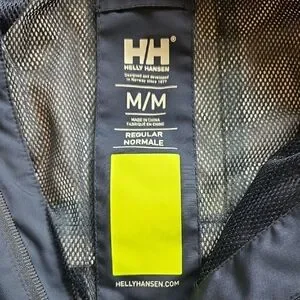 HH®
HELLY HANSEN
Designed and developed
in Norway since 1877
M/M
MADE IN CHINA
FABRIQUÉ EN CHINE
REGULAR
NORMALE
HELLYHANSEN.COM